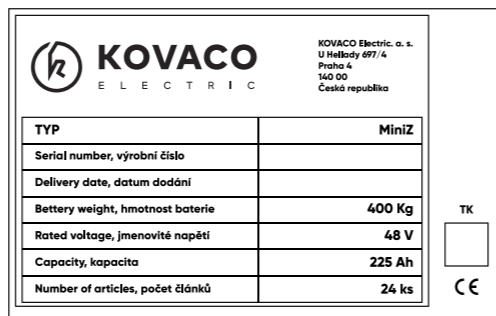 KOVACO
ELECTRIC
KOVACO Electric. a. s.
U Hellady 697/4
Praha 4
140 00
Česká republika
TYP MiniZ
Serial number, výrobní číslo
Delivery date, datum dodání
Bettery weight, hmotnost baterie 400 Kg
Rated voltage, jmenovité napětí 48 V
Capacity, kapacita 225 Ah
Number of articles, počet článků 24 ks
TK
CE